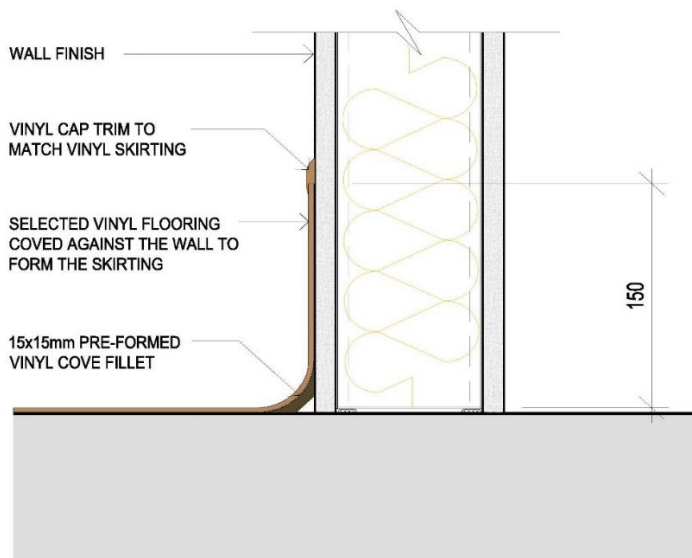 WALL FINISH
VINYL CAP TRIM TO
MATCH VINYL SKIRTING
SELECTED VINYL FLOORING
COVED AGAINST THE WALL TO
FORM THE SKIRTING
150
15x15mm PRE-FORMED
VINYL COVE FILLET